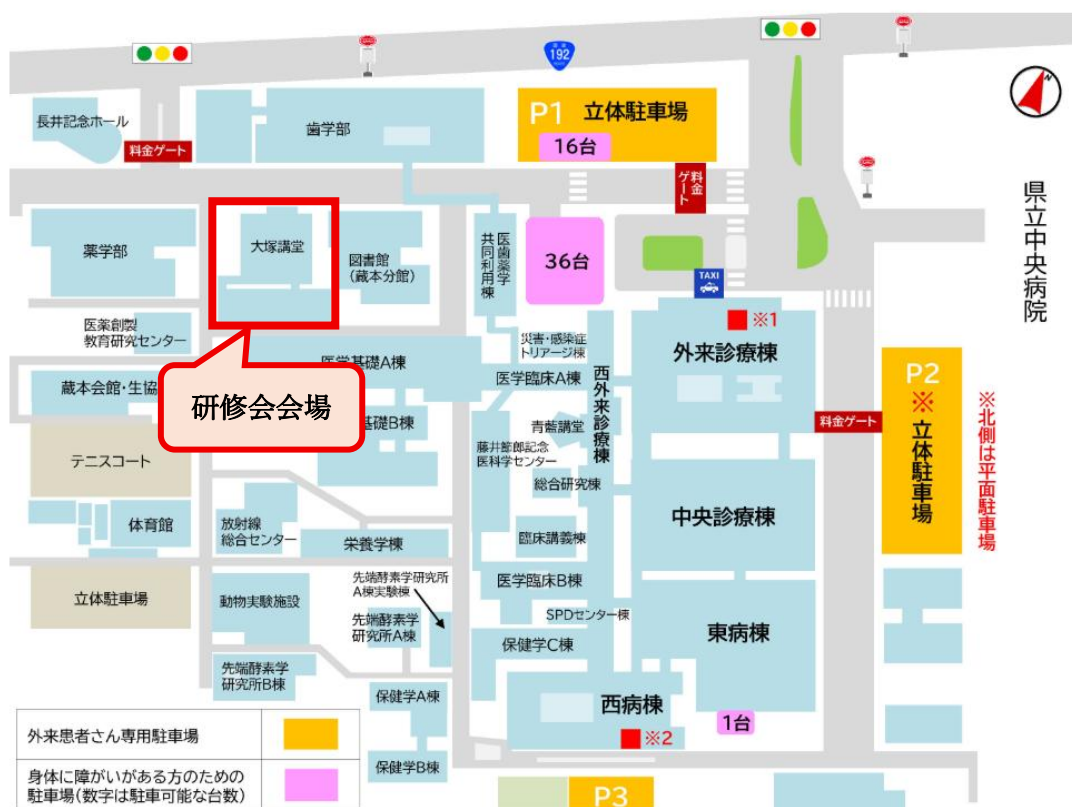 192
N
長井記念ホール
料金ゲート
歯学部
P1 立体駐車場
16台
料金
ゲート
県立中央病院
薬学部
大塚講堂
図書館
(蔵本分館)
医歯薬学
共同利用棟
36台
TAXI
※1
外来診療棟
医薬創製
教育研究センター
災害・感染症
トリアージ棟
医学基礎A棟
医学臨床A棟
西外来診療棟
蔵本会館・生協
研修会会場
基礎B棟
青藍講堂
藤井節郎記念
医科学センター
料金ゲート
P2
※
立体駐車場
※北側は平面駐車場
テニスコート
総合研究棟
体育館
放射線
総合センター
栄養学棟
臨床講義棟
中央診療棟
先端酵素学研究所
A棟実験棟
医学臨床B棟
立体駐車場
動物実験施設
先端酵素学
研究所A棟
SPDセンター棟
東病棟
保健学C棟
先端酵素学
研究所B棟
保健学A棟
西病棟
※2
1台
保健学B棟
外来患者さん専用駐車場
身体に障がいがある方のための
駐車場(数字は駐車可能な台数)
P3